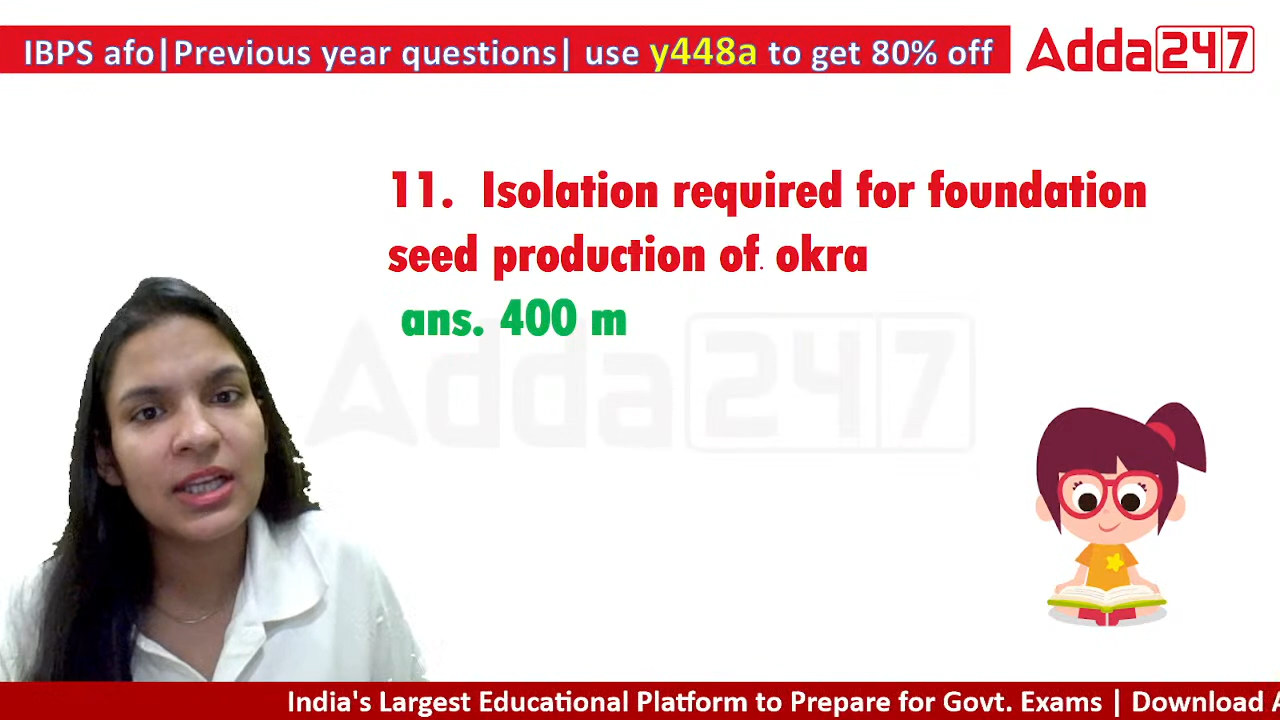 IBPS afo|Previous year questions| use y448a to get 80% off
Adda247
11. Isolation required for foundation
seed production of okra
ans. 400 m
Adda247
India's Largest Educational Platform to Prepare for Govt. Exams | Download